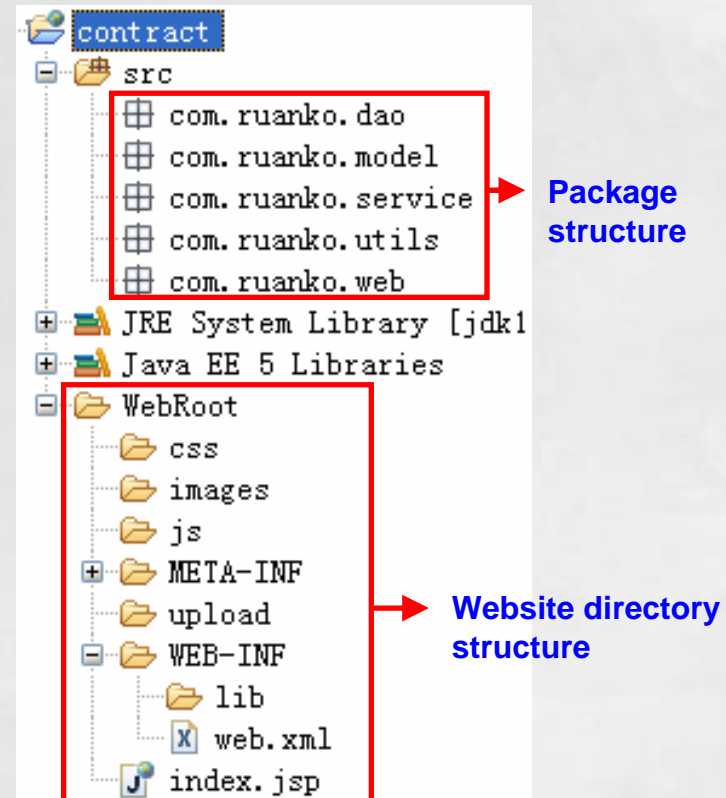 contract
src
com.ruanko.dao
com.ruanko.model
com.ruanko.service
com.ruanko.utils
com.ruanko.web
Package
structure
JRE System Library [jdk1
Java EE 5 Libraries
WebRoot
css
images
js
META-INF
upload
WEB-INF
lib
web.xml
index.jsp
Website directory
structure